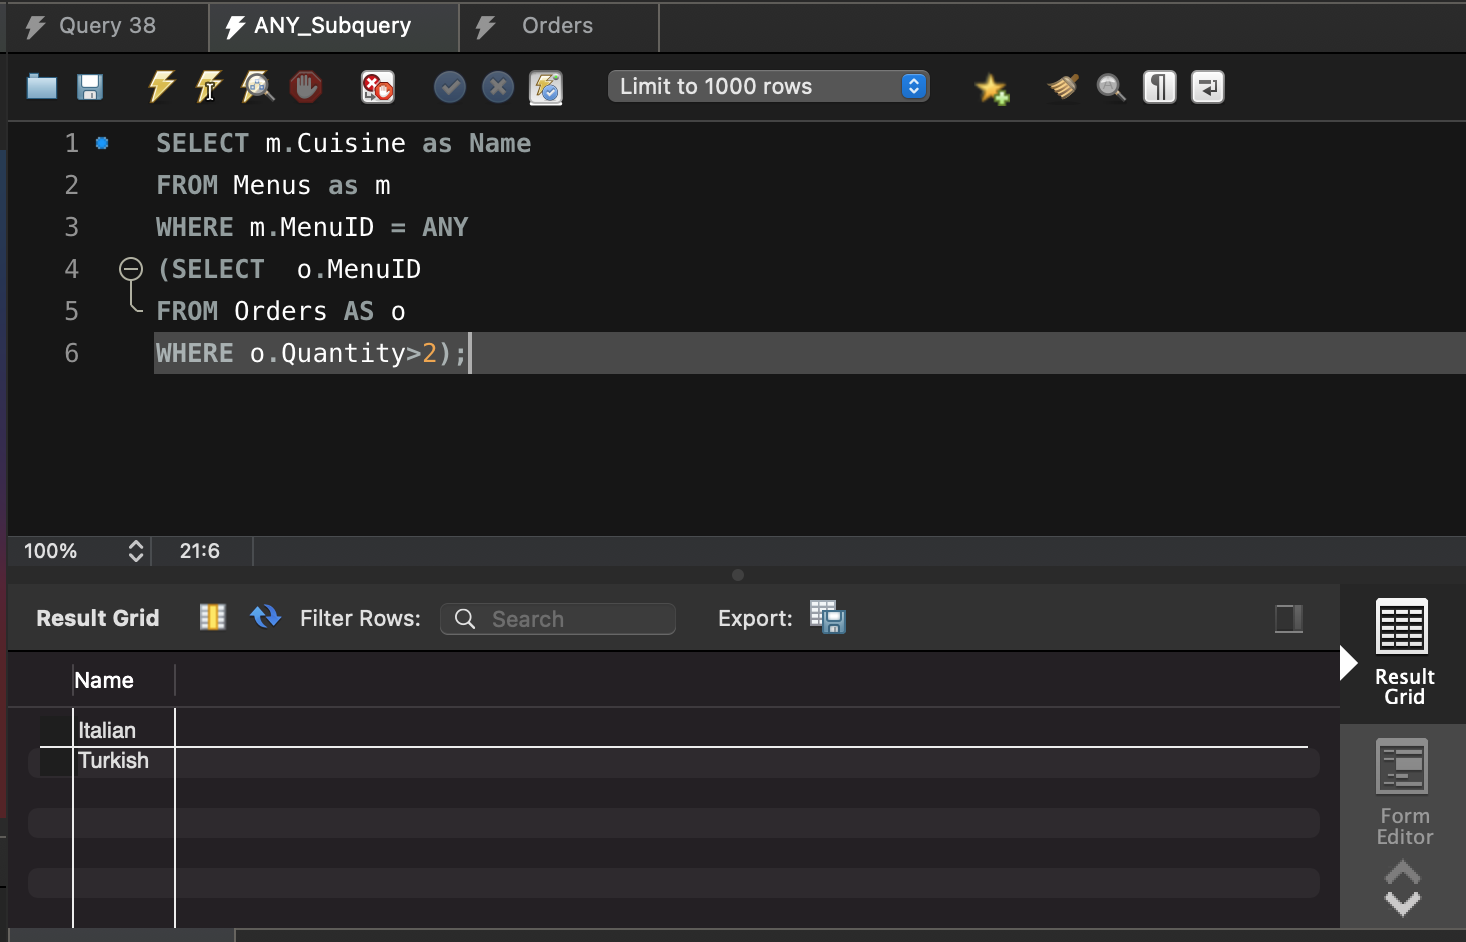 Query 38
ANY_Subquery
Orders
Limit to 1000 rows
1 SELECT m.Cuisine as Name
2 FROM Menus as m
3 WHERE m.MenuID = ANY
4 (SELECT  o.MenuID
5 FROM Orders AS o
6 WHERE o.Quantity>2);
100%
21:6
Result Grid
Filter Rows:
Search
Export:
Name
Italian
Turkish
Result
Grid
Form
Editor